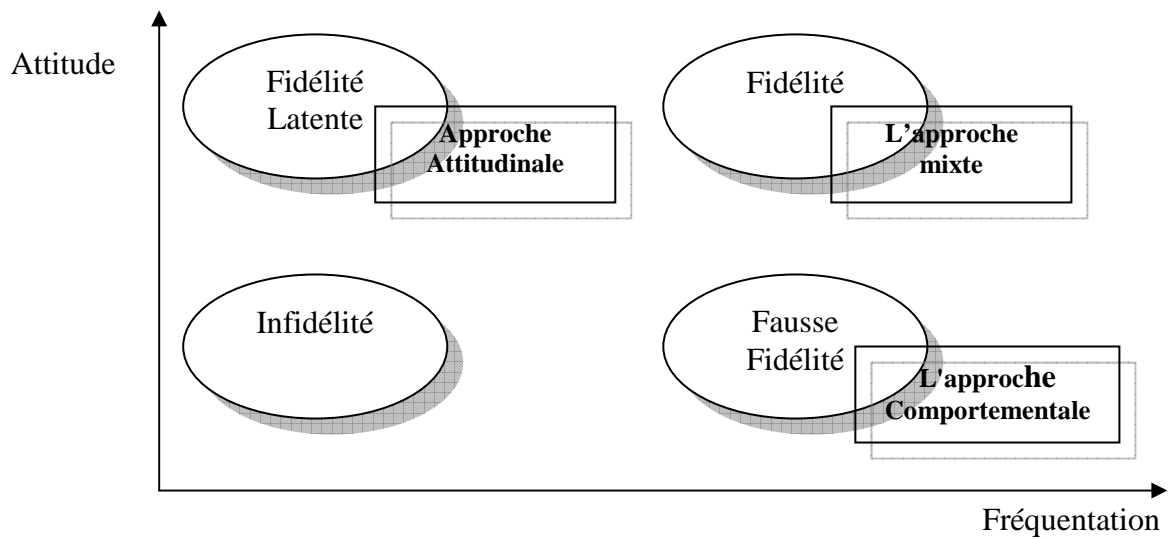 Attitude
Fidélité
Latente
Approche
Attitudinale
Fidélité
L'approche
mixte
Infidélité
Fausse
Fidélité
L'approche
Comportementale
Fréquentation